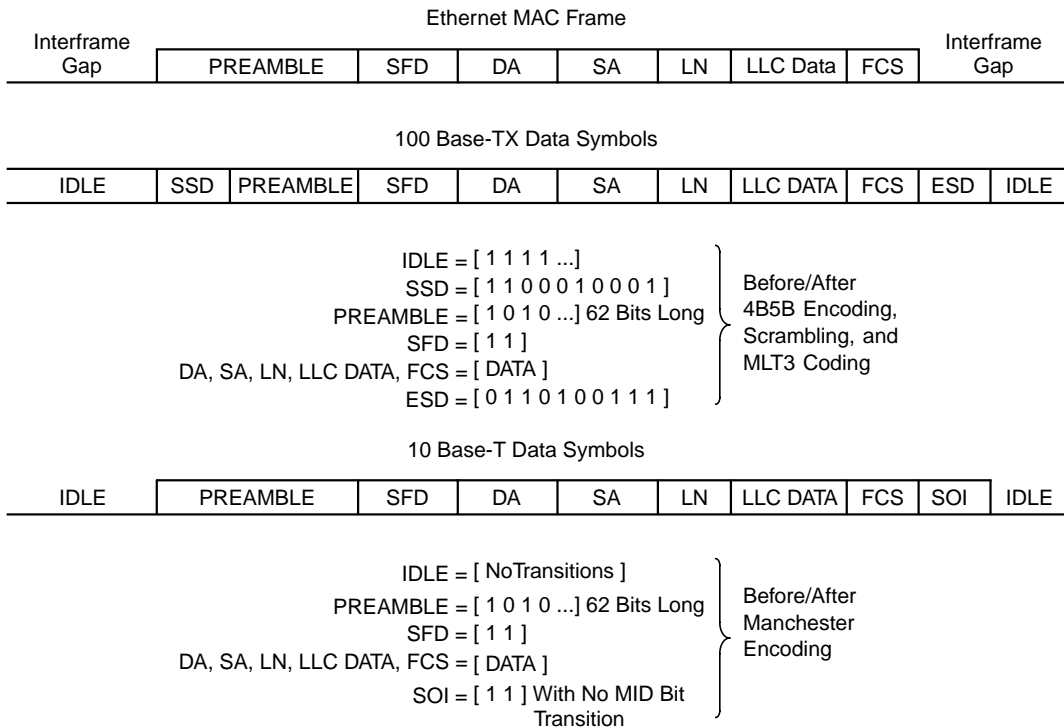 Ethernet MAC Frame
Interframe Gap PREAMBLE SFD DA SA LN LLC Data FCS Interframe Gap
100 Base-TX Data Symbols
IDLE SSD PREAMBLE SFD DA SA LN LLC DATA FCS ESD IDLE
IDLE = [ 1 1 1 1 ...]
SSD = [ 1 1 0 0 0 1 0 0 0 1 ]
PREAMBLE = [ 1 0 1 0 ...] 62 Bits Long
SFD = [ 1 1 ]
DA, SA, LN, LLC DATA, FCS = [ DATA ]
ESD = [ 0 1 1 0 1 0 0 1 1 1 ]
Before/After
4B5B Encoding,
Scrambling, and
MLT3 Coding
10 Base-T Data Symbols
IDLE PREAMBLE SFD DA SA LN LLC DATA FCS SOI IDLE
IDLE = [ NoTransitions ]
PREAMBLE = [ 1 0 1 0 ...] 62 Bits Long
SFD = [ 1 1 ]
DA, SA, LN, LLC DATA, FCS = [ DATA ]
SOI = [ 1 1 ] With No MID Bit
Transition
Before/After
Manchester
Encoding